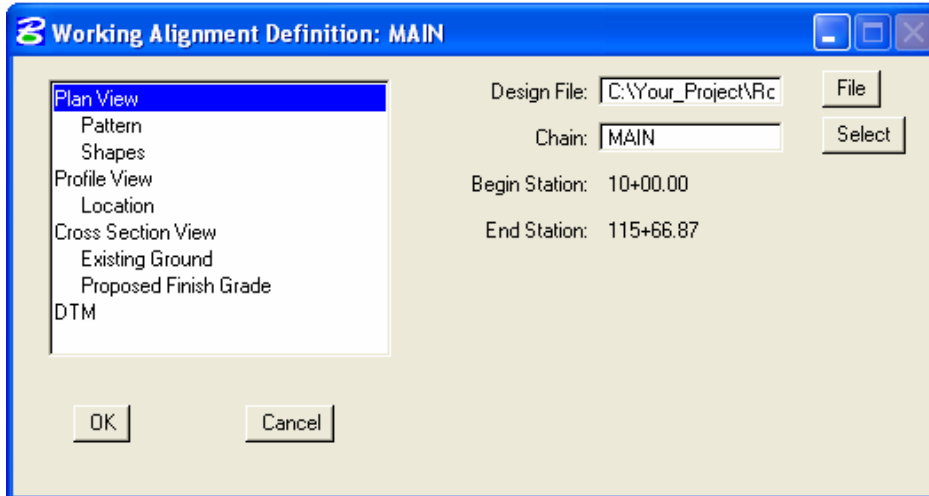 Working Alignment Definition: MAIN
Plan View
Pattern
Shapes
Profile View
Location
Cross Section View
Existing Ground
Proposed Finish Grade
DTM
Design File: C:\Your_Project\Rc File
Chain: MAIN Select
Begin Station: 10+00.00
End Station: 115+66.87
OK Cancel